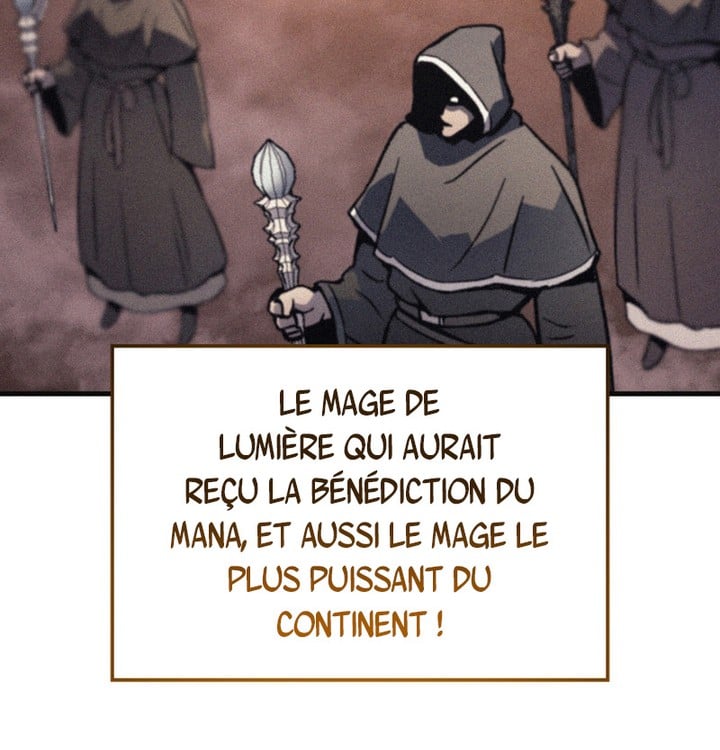 LE MAGE DE
LUMIÈRE QUI AURAIT
REÇU LA BÉNÉDICTION DU
MANA, ET AUSSI LE MAGE LE
PLUS PUISSANT DU
CONTINENT !